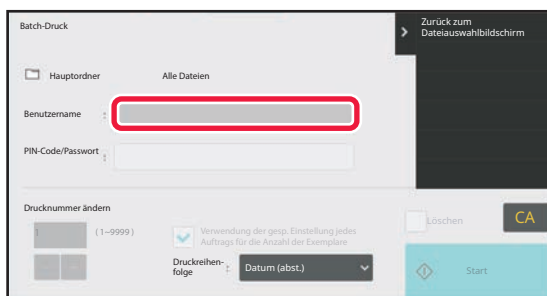 Batch-Druck
Zurück zum
Dateiauswahlbildschirm
Hauptordner
Alle Dateien
Benutzername :
PIN-Code/Passwort :
Drucknummer ändern
1
(1~9999)
Verwendung der gesp. Einstellung jedes
Auftrags für die Anzahl der Exemplare
Druckreihen-
folge :
Datum (abst.)
Löschen
CA
Start